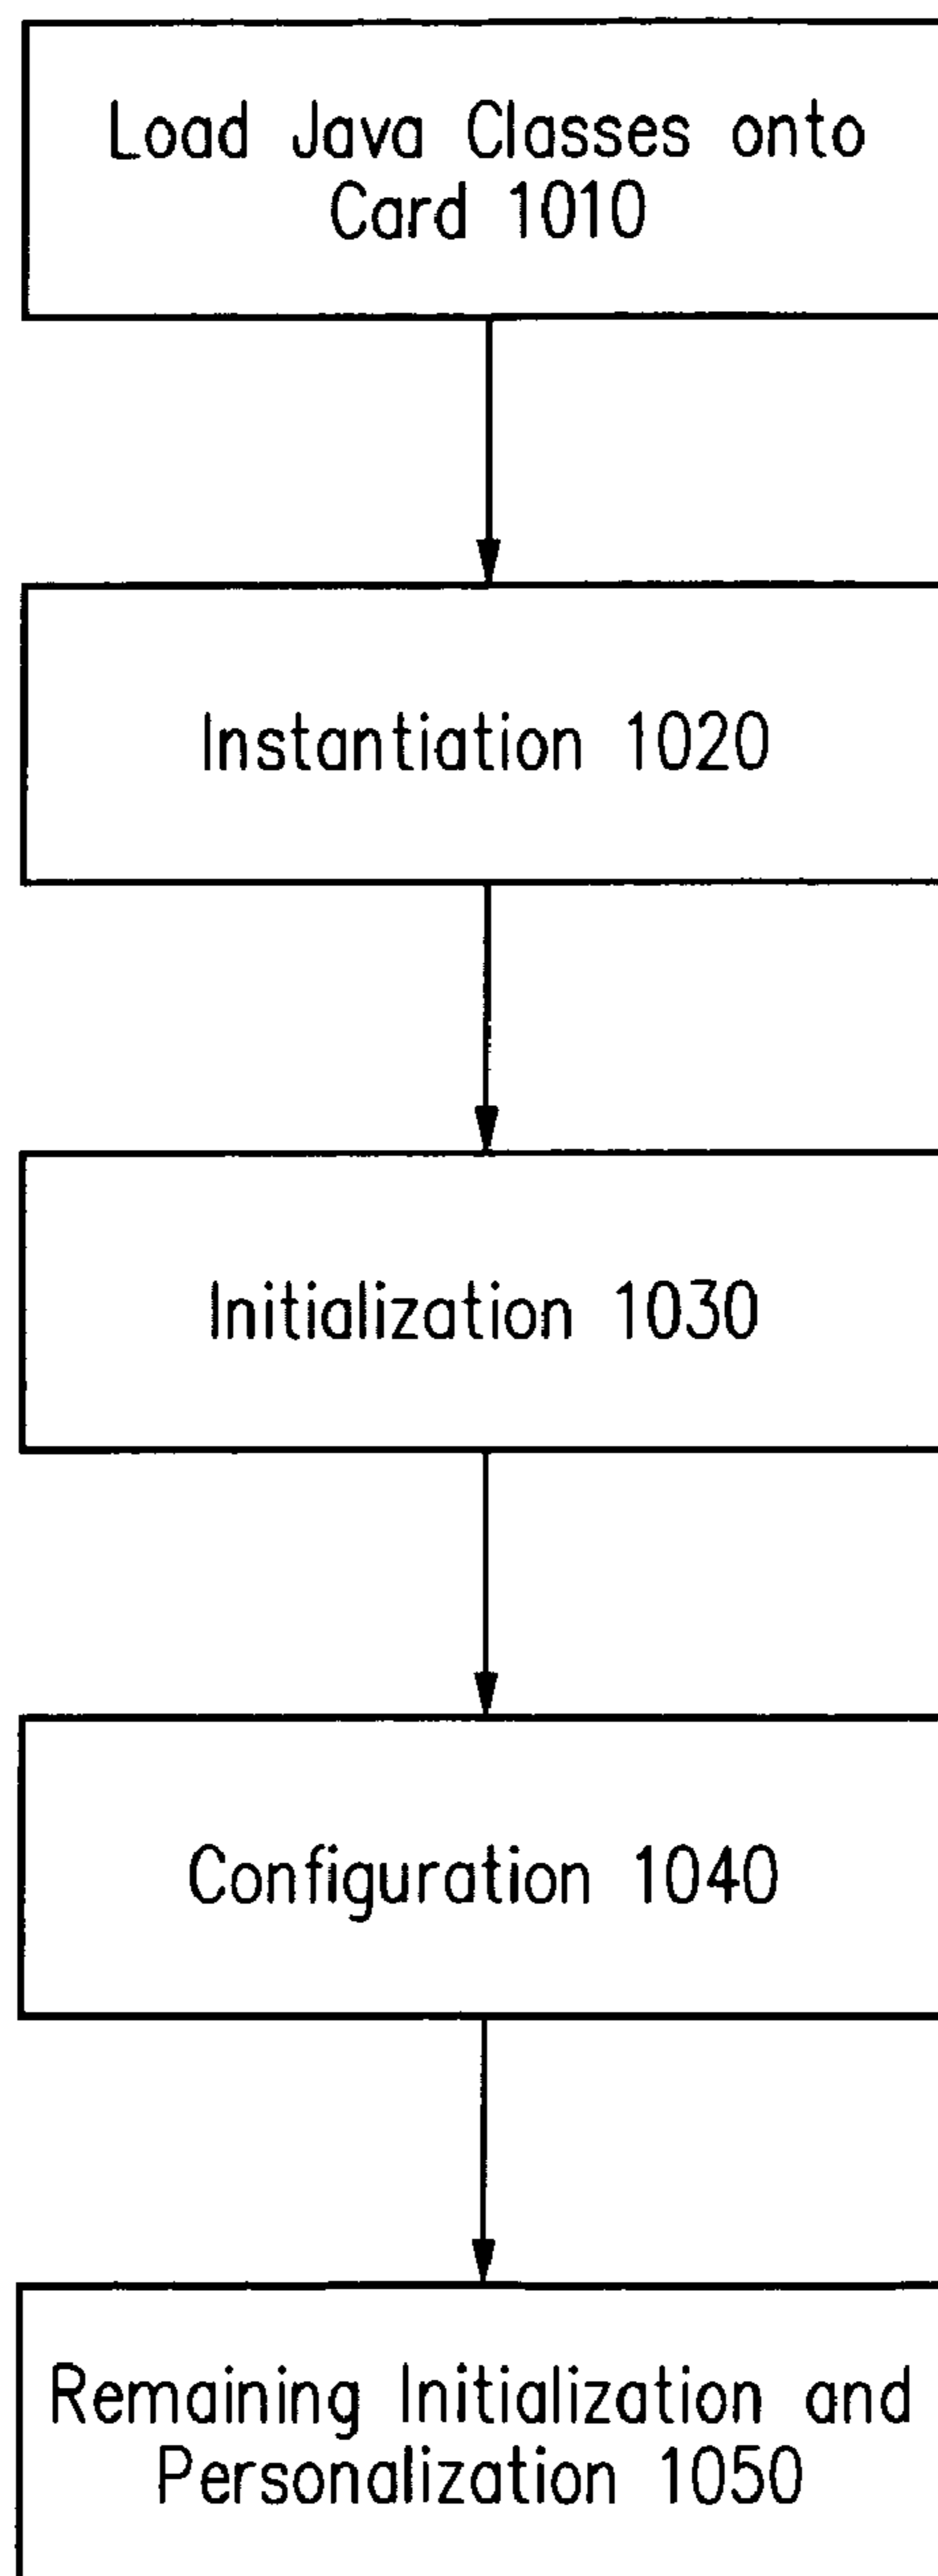 Load Java Classes onto
Card 1010
Instantiation 1020
Initialization 1030
Configuration 1040
Remaining Initialization and
Personalization 1050